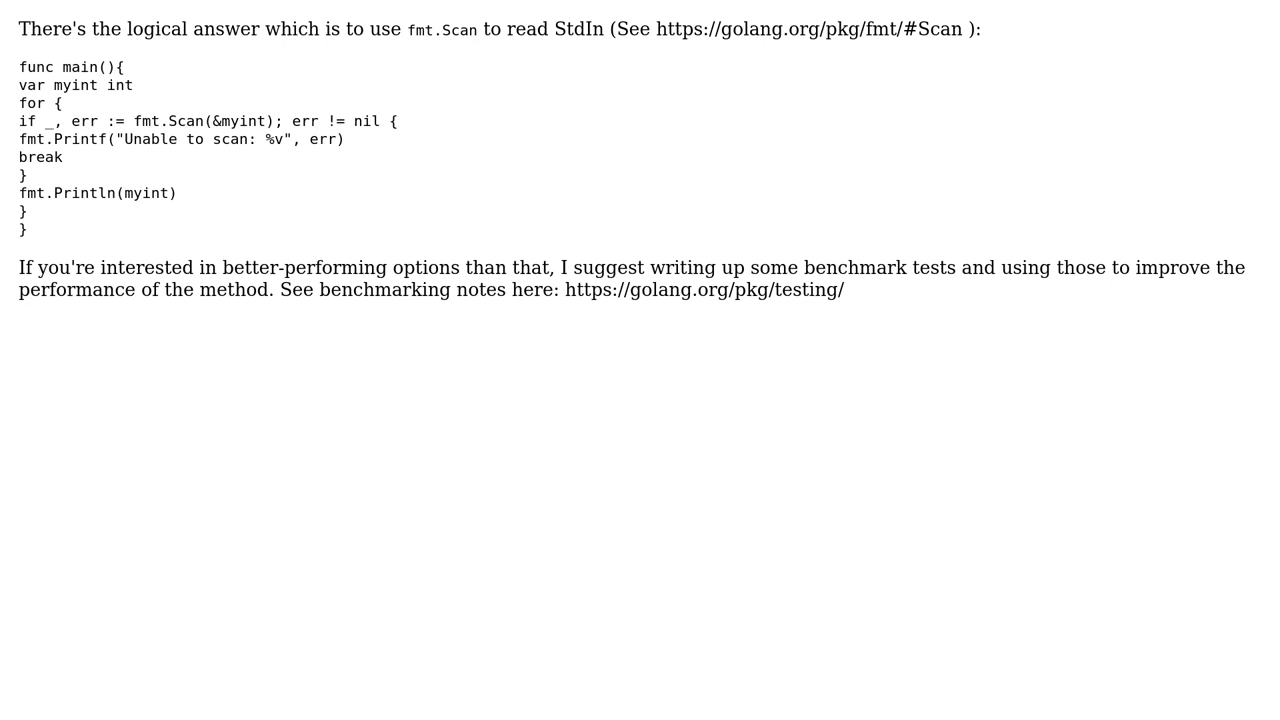 There's the logical answer which is to use fmt.Scan to read StdIn (See https://golang.org/pkg/fmt/#Scan ):
func main(){
var myint int
for {
if _, err := fmt.Scan(&myint); err != nil {
fmt.Printf("Unable to scan: %v", err)
break
}
fmt.Println(myint)
}
}
If you're interested in better-performing options than that, I suggest writing up some benchmark tests and using those to improve the
performance of the method. See benchmarking notes here: https://golang.org/pkg/testing/